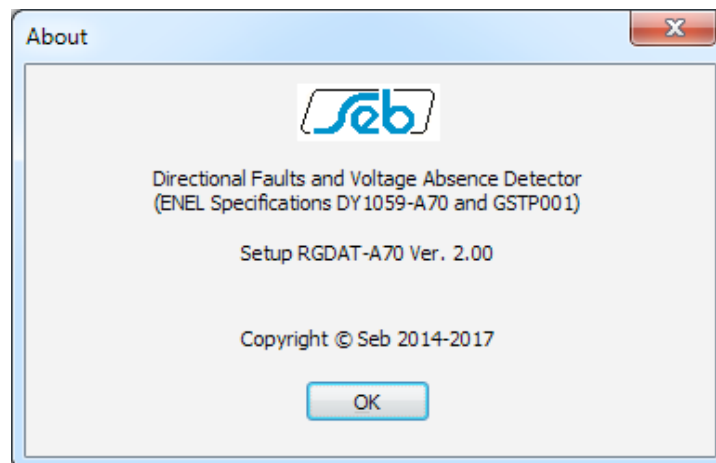 About
Seb
Directional Faults and Voltage Absence Detector
(ENEL Specifications DY1059-A70 and GSTP001)
Setup RGDAT-A70 Ver. 2.00
Copyright © Seb 2014-2017
OK